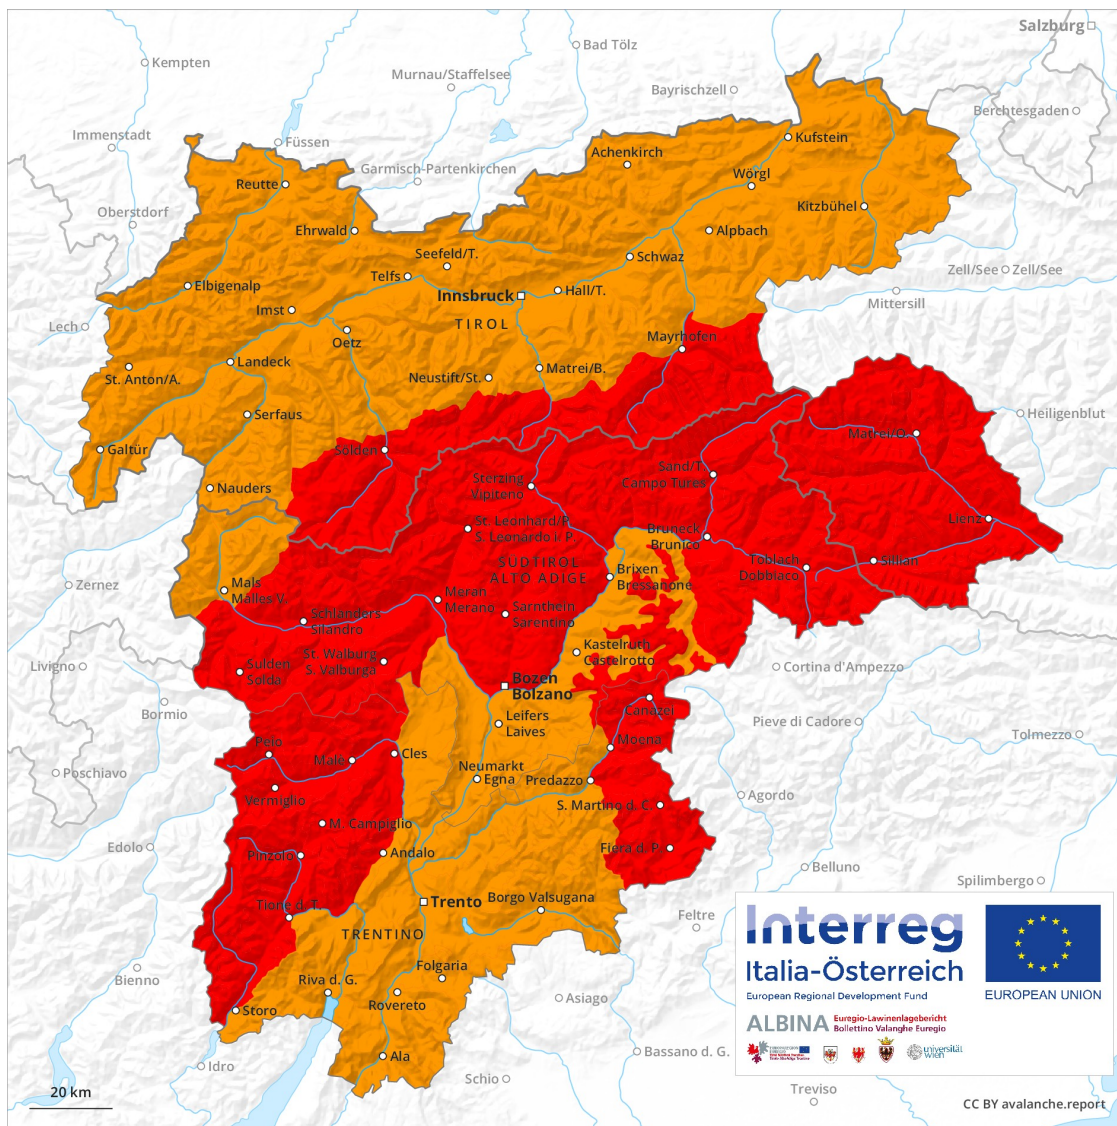 Salzburg
Bad Tölz
Kempten
Murnau/Staffelsee
Bayrischzell
Berchtesgaden
Immenstadt
Füssen
Kufstein
Achenkirch
Garmisch-Partenkirchen
Wörgl
Reutte
Kitzbühel
Oberstdorf
Ehrwald
Alpbach
Seefeld/T.
Schwaz
Telfs
Zell/See
Zell/See
Elbigenalp
Innsbruck
Hall/T.
Mittersill
Imst
TIROL
Lech
Oetz
Mayrhofen
Landeck
Matrei/B.
St. Anton/A.
Neustift/St.
Serfaus
Heiligenblut
Matrei/O.
Galtür
Sölden
Sand/T.
Campo Tures
Sterzing
Vipiteno
Nauders
Lienz
St. Leonhard/P.
S. Leonardo i. P.
Bruneck
Brunico
SÜDTIROL
ALTO ADIGE
Toblach
Dobbiaco
Sillian
Brixen
Bressanone
Zernez
Mals
Malles V.
Meran
Merano
Sarnthein
Sarentino
Schlanders
Silandro
Kastelruth
Castelrotto
St. Walburg
S. Valburga
Livigno
Sulden
Solda
Cortina d'Ampezzo
Bozen
Bolzano
Canazei
Bormio
Leifers
Laives
Pieve di Cadore
Tolmezzo
Moena
Peio
Cles
Malé
Neumarkt
Egna
Predazzo
Poschiavo
Vermiglio
Agordo
S. Martino d. C.
M. Campiglio
Edolo
Fiera d. P.
Pinzolo
Andalo
Belluno
Spilimbergo
Trento
Borgo Valsugana
Tione d. T.
Feltre
TRENTINO
Folgaria
Bienno
Riva d. G.
Rovereto
Asiago
Storo
Ala
Bassano d. G.
Idro
Schio
Treviso
20 km
Interreg
Italia-Österreich
European Regional Development Fund
EUROPEAN UNION
ALBINA
Euregio-Lawinenlagebericht
Bollettino Valanghe Euregio
universität
wien
CC BY avalanche.report